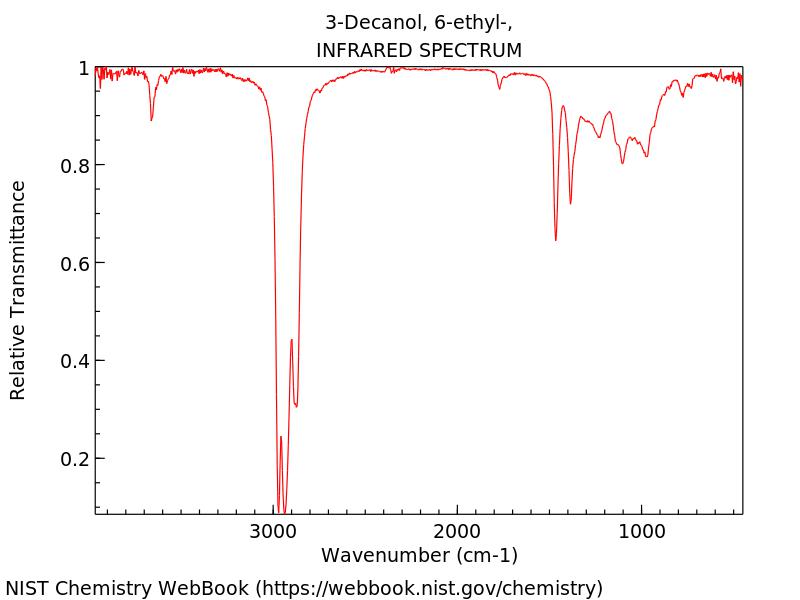 3-Decanol, 6-ethyl-,
INFRARED SPECTRUM
1
0.8
0.6
0.4
0.2
Relative Transmittance
3000 2000 1000
Wavenumber (cm-1)
NIST Chemistry WebBook (https://webbook.nist.gov/chemistry)